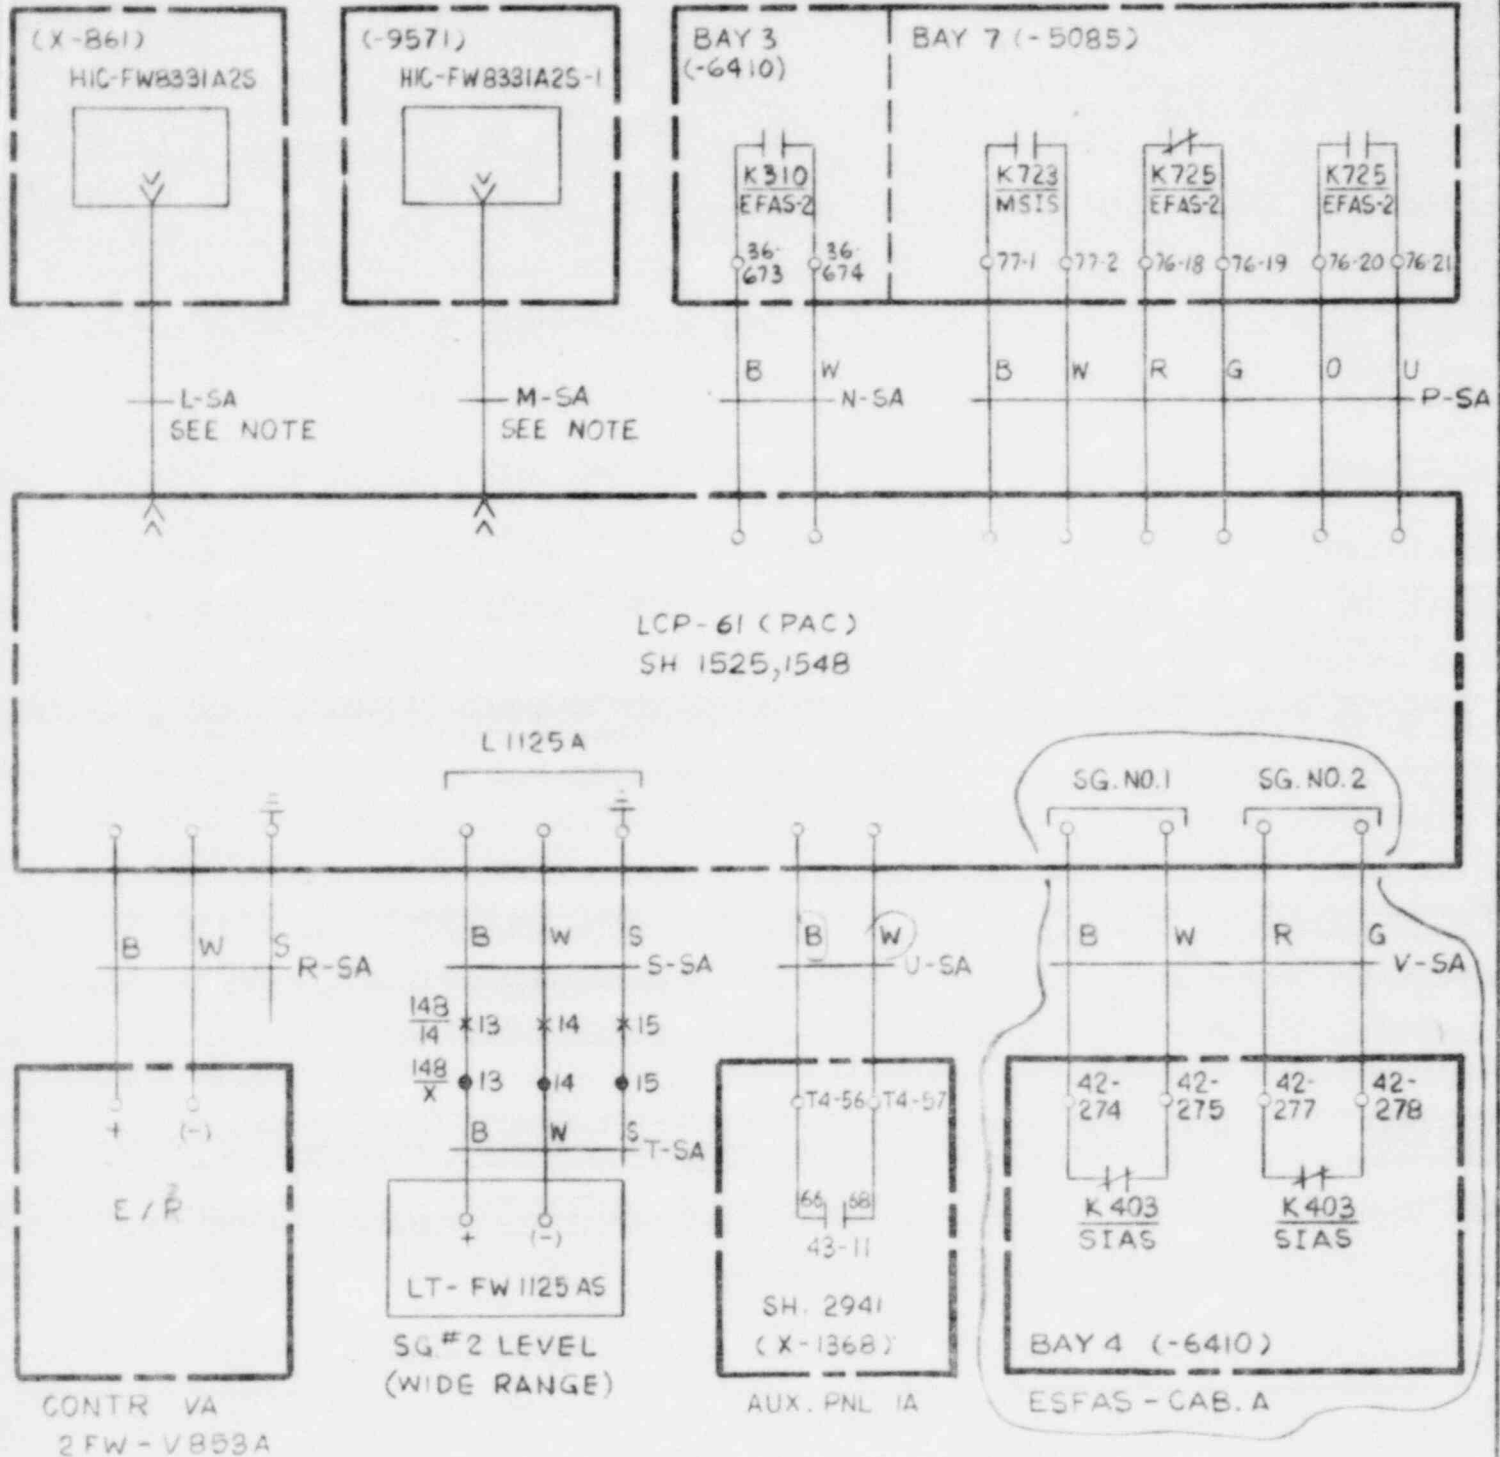 (X-861)
HIC-FW8331A2S
(-9571)
HIC-FW8331A2S-1
BAY 3
(-6410)
BAY 7 (-5085)
K310
EFAS-2
K723
MSIS
K725
EFAS-2
K725
EFAS-2
36-
673
36-
674
77-1
77-2
76-18
76-19
76-20
76-21
B
W
N-SA
B
W
R
G
O
U
P-SA
L-SA
SEE NOTE
M-SA
SEE NOTE
LCP-61 (PAC)
SH 1525,1548
L1125A
SG. NO.1
SG. NO.2
B
W
S
R-SA
B
W
S
S-SA
B
W
U-SA
B
W
R
G
V-SA
148
14
13
14
15
148
X
13
14
15
B
W
S
T-SA
+
(-)
E/P
CONTR VA
2FW-V853A
+
(-)
LT-FW1125AS
SG.#2 LEVEL
(WIDE RANGE)
T4-56
T4-57
66
68
43-11
SH. 2941
(X-1368)
AUX. PNL 1A
42-
274
42-
275
42-
277
42-
278
K403
SIAS
K403
SIAS
BAY 4 (-6410)
ESFAS-CAB. A